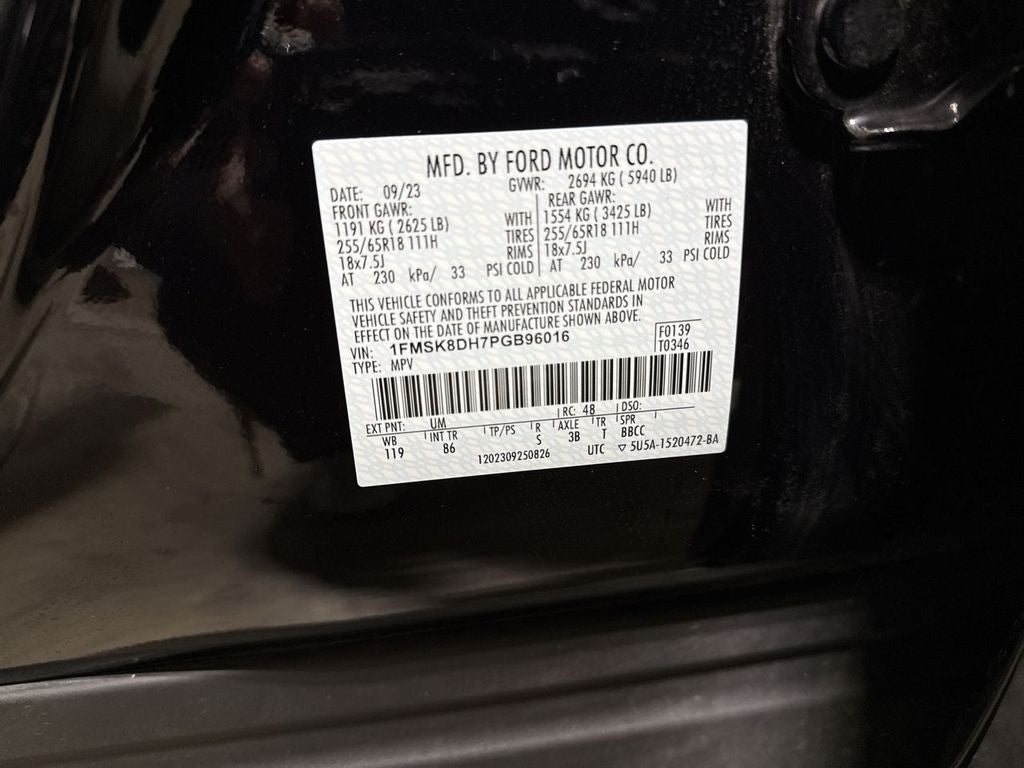 MFD. BY FORD MOTOR CO.
DATE: 09/23 GVWR: 2694 KG ( 5940 LB)
FRONT GAWR: REAR GAWR:
1191 KG ( 2625 LB) WITH 1554 KG ( 3425 LB) WITH
255/65R18 111H TIRES 255/65R18 111H TIRES
18x7.5J RIMS 18x7.5J RIMS
AT 230 kPa/ 33 PSI COLD AT 230 kPa/ 33 PSI COLD
THIS VEHICLE CONFORMS TO ALL APPLICABLE FEDERAL MOTOR
VEHICLE SAFETY AND THEFT PREVENTION STANDARDS IN
EFFECT ON THE DATE OF MANUFACTURE SHOWN ABOVE.
VIN: 1FMSK8DH7PGB96016 F0139
TYPE: MPV T0346
EXT PNT: UM RC: 48 DSO:
WB INT TR TP/PS R AXLE TR SPR
119 86 S 3B T BBCC
1202309250826 UTC ▽ 5U5A-1520472-BA